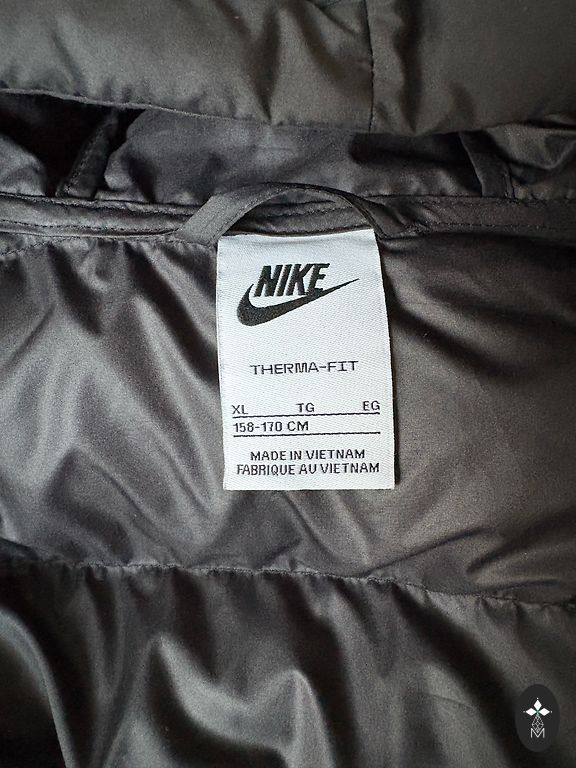 NIKE
THERMA-FIT
XL TG EG
158-170 CM
MADE IN VIETNAM
FABRIQUE AU VIETNAM
M